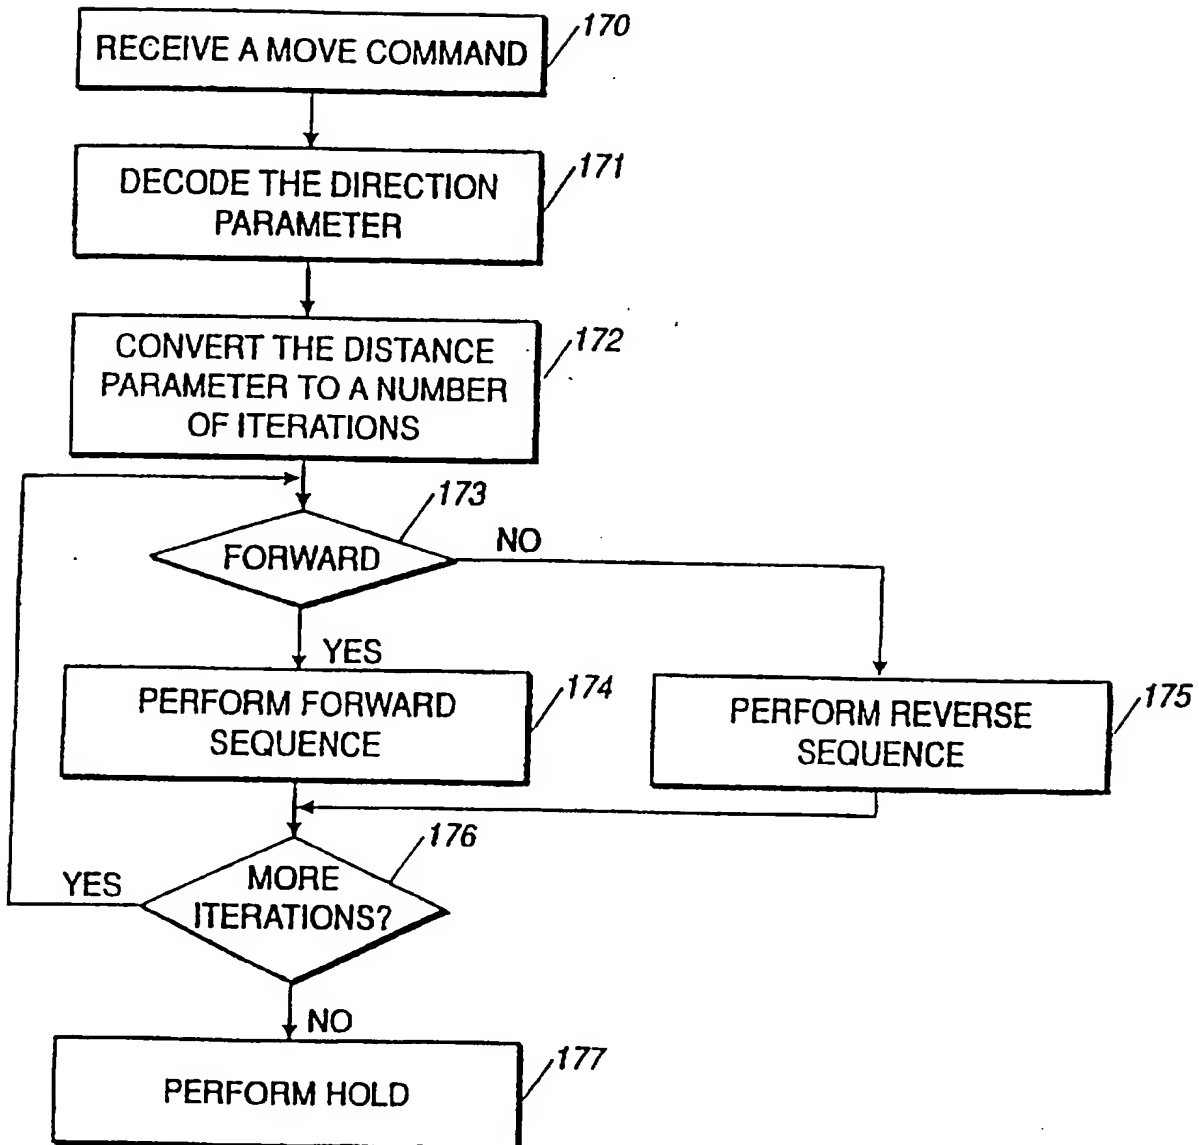 RECEIVE A MOVE COMMAND
170
DECODE THE DIRECTION
PARAMETER
171
CONVERT THE DISTANCE
PARAMETER TO A NUMBER
OF ITERATIONS
172
173
FORWARD
NO
YES
PERFORM FORWARD
SEQUENCE
174
PERFORM REVERSE
SEQUENCE
175
176
YES
MORE
ITERATIONS?
NO
PERFORM HOLD
177